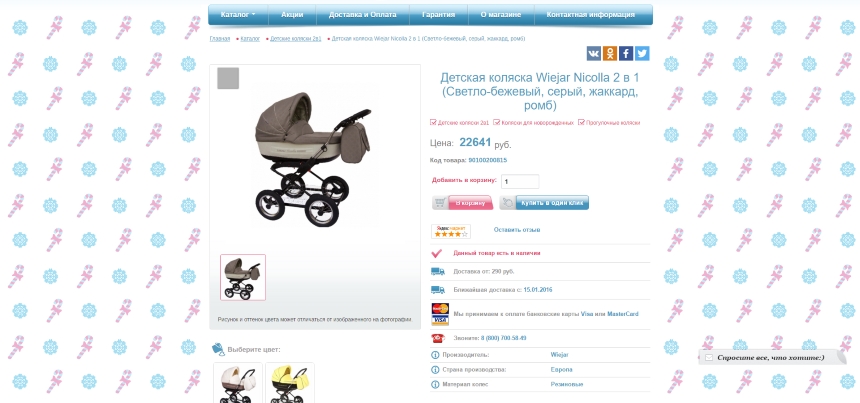 Каталог
Акции
Доставка и Оплата
Гарантия
О магазине
Контактная информация
Главная • Каталог • Детские коляски 2в1 • Детская коляска Wiejar Nicolla 2 в 1 (Светло-бежевый, серый, жаккард, ромб)
Детская коляска Wiejar Nicolla 2 в 1
(Светло-бежевый, серый, жаккард,
ромб)
Детские коляски 2в1 Коляски для новорожденных Прогулочные коляски
Цена: 22641 руб.
Код товара: 90100200815
Добавить в корзину: 1
В корзину Купить в один клик
Яндекс Маркет
Оставить отзыв
Данный товар есть в наличии
Доставка от: 290 руб.
Ближайшая доставка с: 15.01.2016
MasterCard
VISA
Мы принимаем к оплате банковские карты Visa или MasterCard
Звоните: 8 (800) 700.58.49
Производитель: Wiejar
Страна производства: Европа
Материал колес Резиновые
Рисунок и оттенок цвета может отличаться от изображенного на фотографии.
Выберите цвет:
Спросите все, что хотите:)